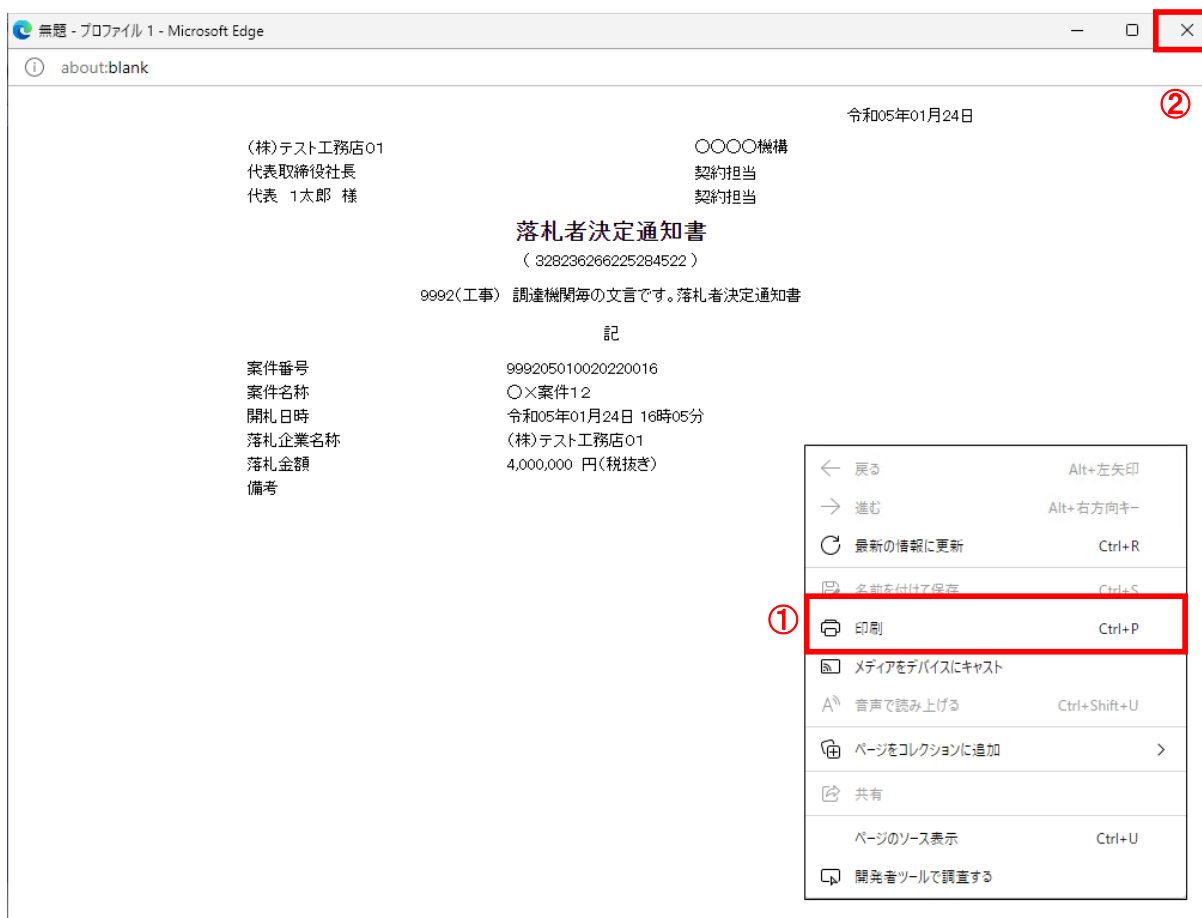 無題 - プロファイル 1 - Microsoft Edge
about:blank
②
令和05年01月24日
(株)テスト工務店01
〇〇〇〇機構
代表取締役社長
契約担当
代表 1太郎 様
契約担当
落札者決定通知書
( 328236266225284522 )
9992(工事) 調達機関毎の文言です。落札者決定通知書
記
案件番号 999205010020220016
案件名称 〇×案件12
開札日時 令和05年01月24日 16時05分
落札企業名称 (株)テスト工務店01
落札金額 4,000,000 円(税抜き)
備考
戻る Alt+左矢印
進む Alt+右方向キー
最新の情報に更新 Ctrl+R
名前を付けて保存 Ctrl+S
①
印刷 Ctrl+P
メディアをデバイスにキャスト
音声で読み上げる Ctrl+Shift+U
ページをコレクションに追加
共有
ページのソース表示 Ctrl+U
開発者ツールで調査する